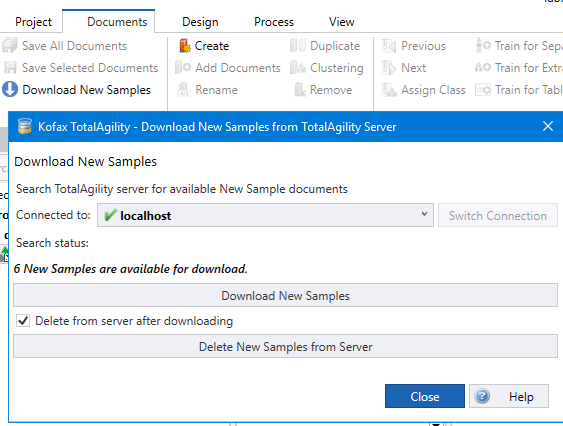 Project Documents Design Process View
Save All Documents Create Duplicate Previous Train for Sepa
Save Selected Documents Add Documents Clustering Next Train for Extra
Download New Samples Rename Remove Assign Class Train for Tabl
Kofax TotalAgility - Download New Samples from TotalAgility Server
Download New Samples
Search TotalAgility server for available New Sample documents
Connected to: localhost Switch Connection
Search status:
6 New Samples are available for download.
Download New Samples
Delete from server after downloading
Delete New Samples from Server
Close Help